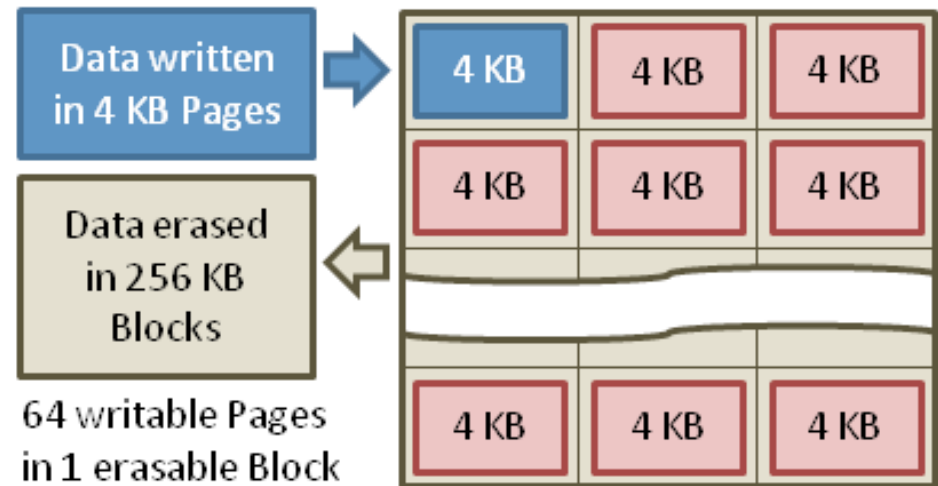 Data written
in 4 KB Pages
4 KB 4 KB 4 KB
4 KB 4 KB 4 KB
Data erased
in 256 KB
Blocks
64 writable Pages
in 1 erasable Block
4 KB 4 KB 4 KB